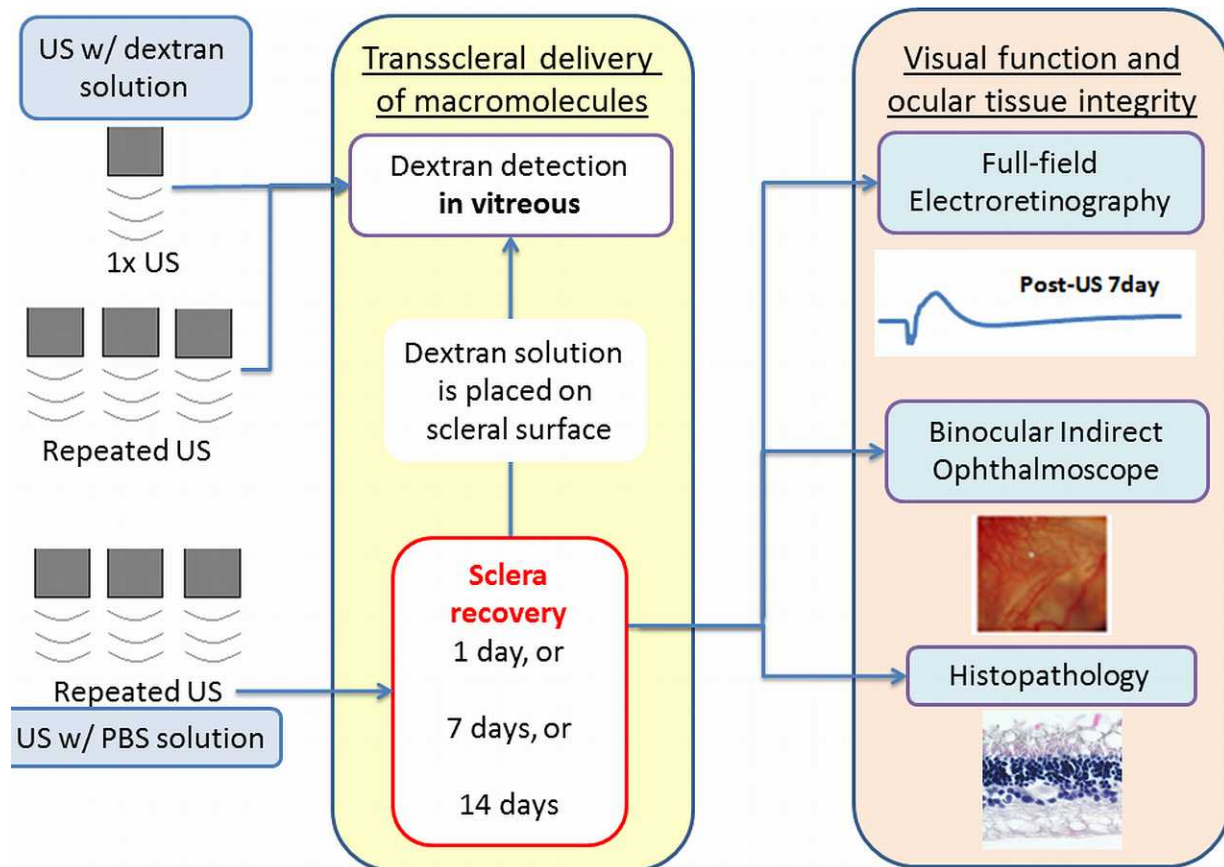 US w/ dextran
solution
1x US
Repeated US
Repeated US
US w/ PBS solution
Transscleral delivery
of macromolecules
Dextran detection
in vitreous
Dextran solution
is placed on
scleral surface
Sclera
recovery
1 day, or
7 days, or
14 days
Visual function and
ocular tissue integrity
Full-field
Electroretinography
Post-US 7day
Binocular Indirect
Ophthalmoscope
Histopathology